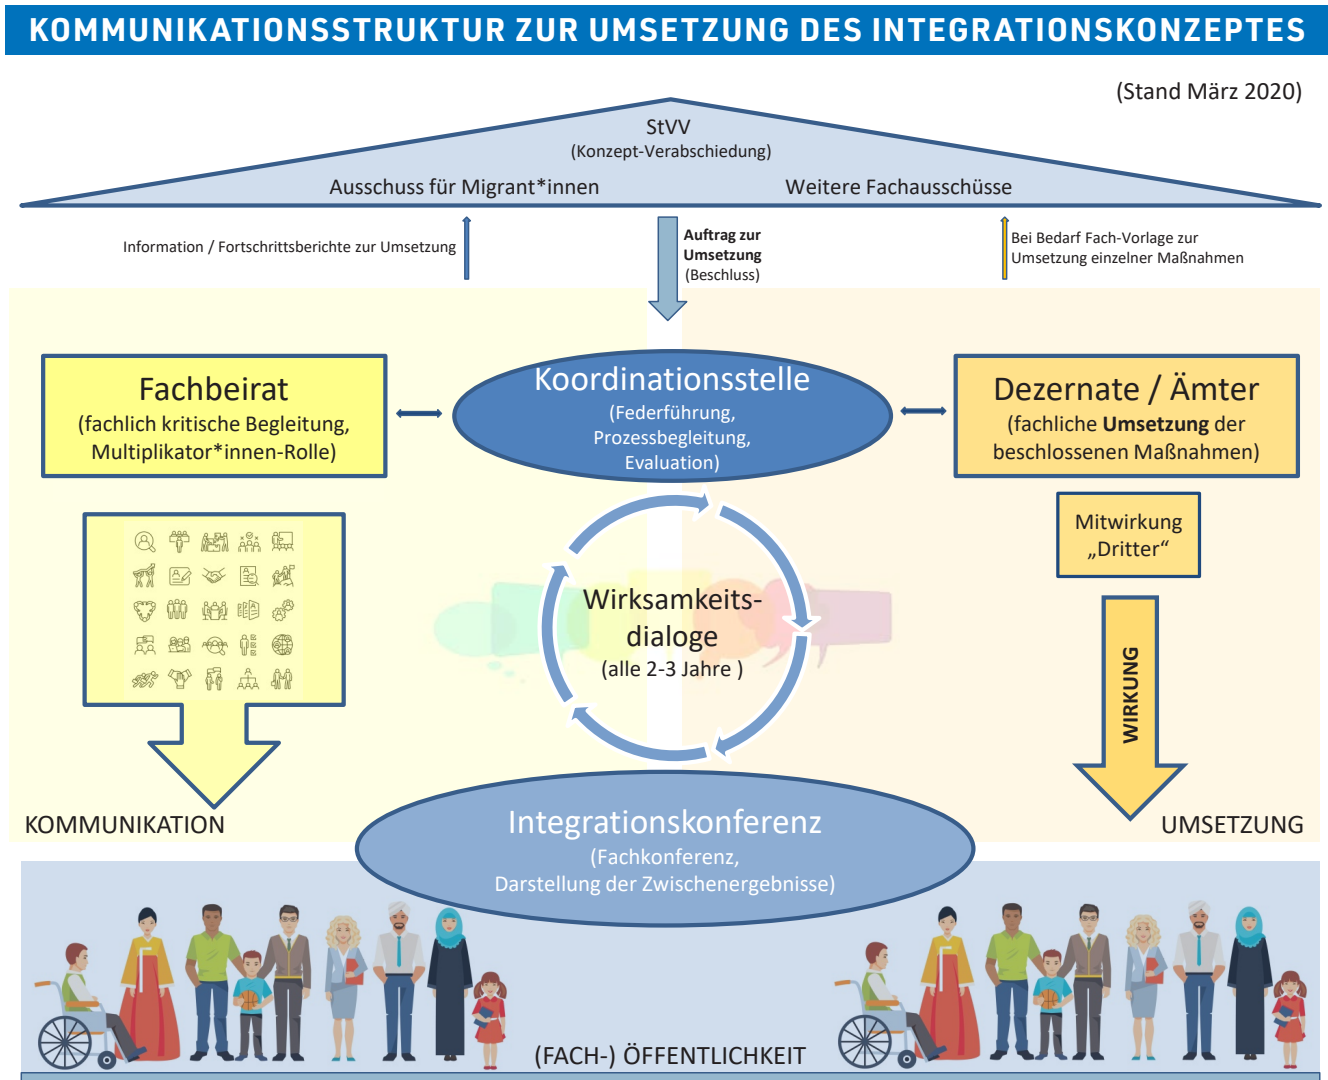 KOMMUNIKATIONSSTRUKTUR ZUR UMSETZUNG DES INTEGRATIONSKONZEPTES
(Stand März 2020)
StVV
(Konzept-Verabschiedung)
Ausschuss für Migrant*innen
Weitere Fachausschüsse
Information / Fortschrittsberichte zur Umsetzung
Auftrag zur
Umsetzung
(Beschluss)
Bei Bedarf Fach-Vorlage zur
Umsetzung einzelner Maßnahmen
Fachbeirat
(fachlich kritische Begleitung,
Multiplikator*innen-Rolle)
Koordinationsstelle
(Federführung,
Prozessbegleitung,
Evaluation)
Dezernate / Ämter
(fachliche Umsetzung der
beschlossenen Maßnahmen)
Mitwirkung
„Dritter“
Wirksamkeits-
dialoge
(alle 2-3 Jahre )
WIRKUNG
KOMMUNIKATION
UMSETZUNG
Integrationskonferenz
(Fachkonferenz,
Darstellung der Zwischenergebnisse)
(FACH-) ÖFFENTLICHKEIT